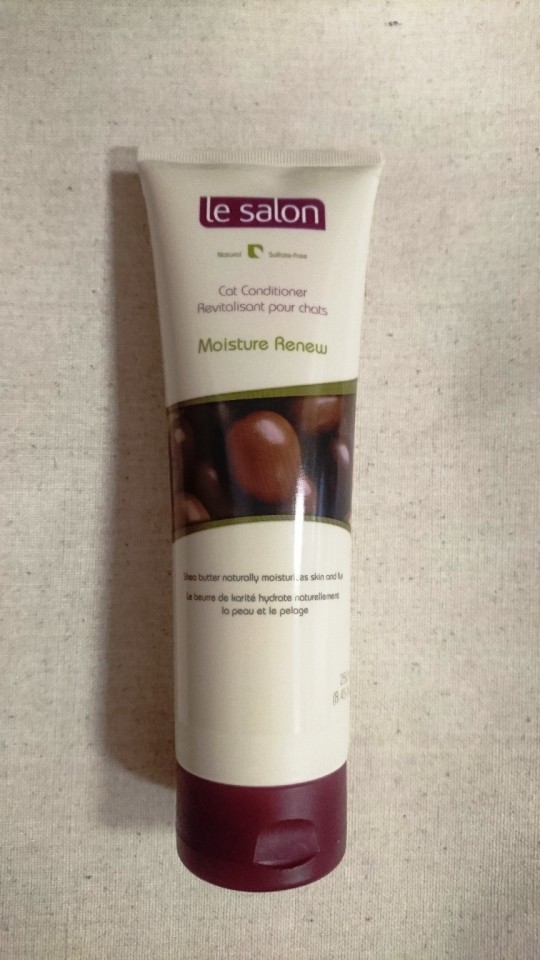 le salon
Natural Sulfate-Free
Cat Conditioner
Revitalisant pour chats
Moisture Renew
Shea butter naturally moisturizes skin and fur
Le beurre de karité hydrate naturellement
la peau et le pelage